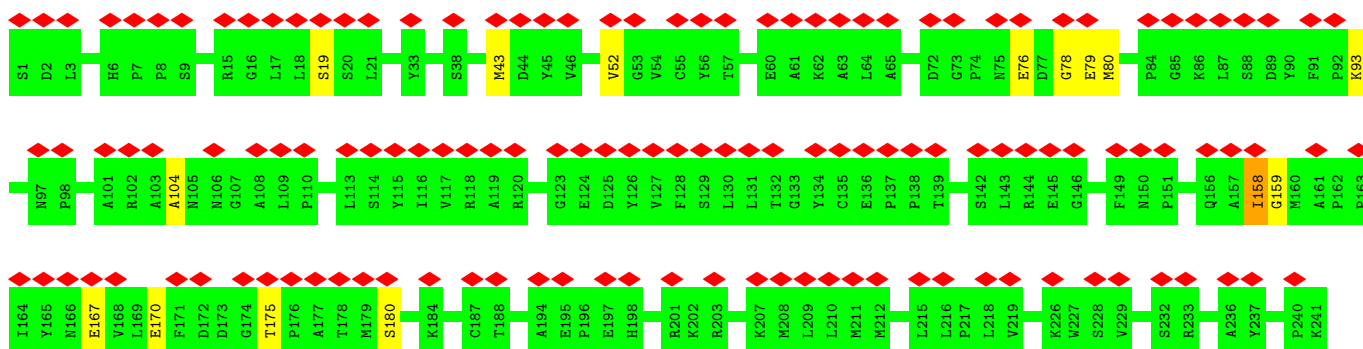 S1 D2 L3 H6 P7 P8 S9 R15 G16 L17 L18 S19 S20 L21 Y33 S38 M43 D44 Y45 V46 V52 G53 V54 C55 Y56 T57 E60 A61 K62 A63 L64 A65 D72 G73 P74 N75 E76 D77 G78 E79 M80 P84 G85 K86 L87 S88 D89 Y90 F91 P92 K93
N97 P98 A101 R102 A103 A104 N105 N106 G107 A108 L109 P110 L113 S114 Y115 I116 V117 R118 A119 R120 G123 E124 D125 Y126 V127 F128 S129 L130 L131 T132 G133 Y134 C135 E136 P137 P138 T139 S142 L143 R144 E145 G146 F149 N150 P151 Q156 A157 I158 G159 M160 A161 P162 P163
I164 Y165 N166 E167 V168 L169 E170 F171 D172 D173 G174 T175 P176 A177 T178 M179 S180 K184 C187 T188 A194 E195 P196 E197 H198 R201 K202 R203 K207 M208 L209 L210 M211 M212 L215 L216 P217 L218 V219 K226 W227 S228 V229 S232 R233 A236 Y237 P240 K241